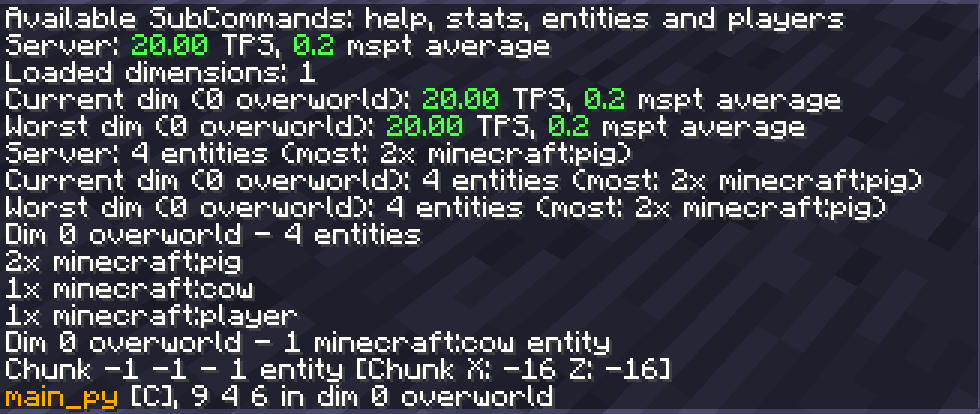 Available SubCommands: help, stats, entities and players
Server: 20.00 TPS, 0.2 mspt average
Loaded dimensions: 1
Current dim (0 overworld): 20.00 TPS, 0.2 mspt average
Worst dim (0 overworld): 20.00 TPS, 0.2 mspt average
Server: 4 entities (most: 2x minecraft:pig)
Current dim (0 overworld): 4 entities (most: 2x minecraft:pig)
Worst dim (0 overworld): 4 entities (most: 2x minecraft:pig)
Dim 0 overworld - 4 entities
2x minecraft:pig
1x minecraft:cow
1x minecraft:player
Dim 0 overworld - 1 minecraft:cow entity
Chunk -1 -1 - 1 entity [Chunk X: -16 Z: -16]
main_py [C], 9 4 6 in dim 0 overworld